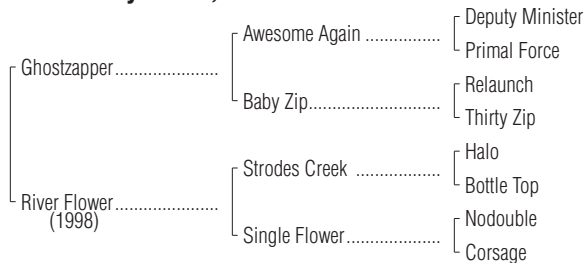 Deputy Minister
Awesome Again ................
Primal Force
Ghostzapper......................
Relaunch
Baby Zip............................
Thirty Zip
Halo
Strodes Creek ..................
Bottle Top
River Flower......................
(1998)
Nodouble
Single Flower....................
Corsage